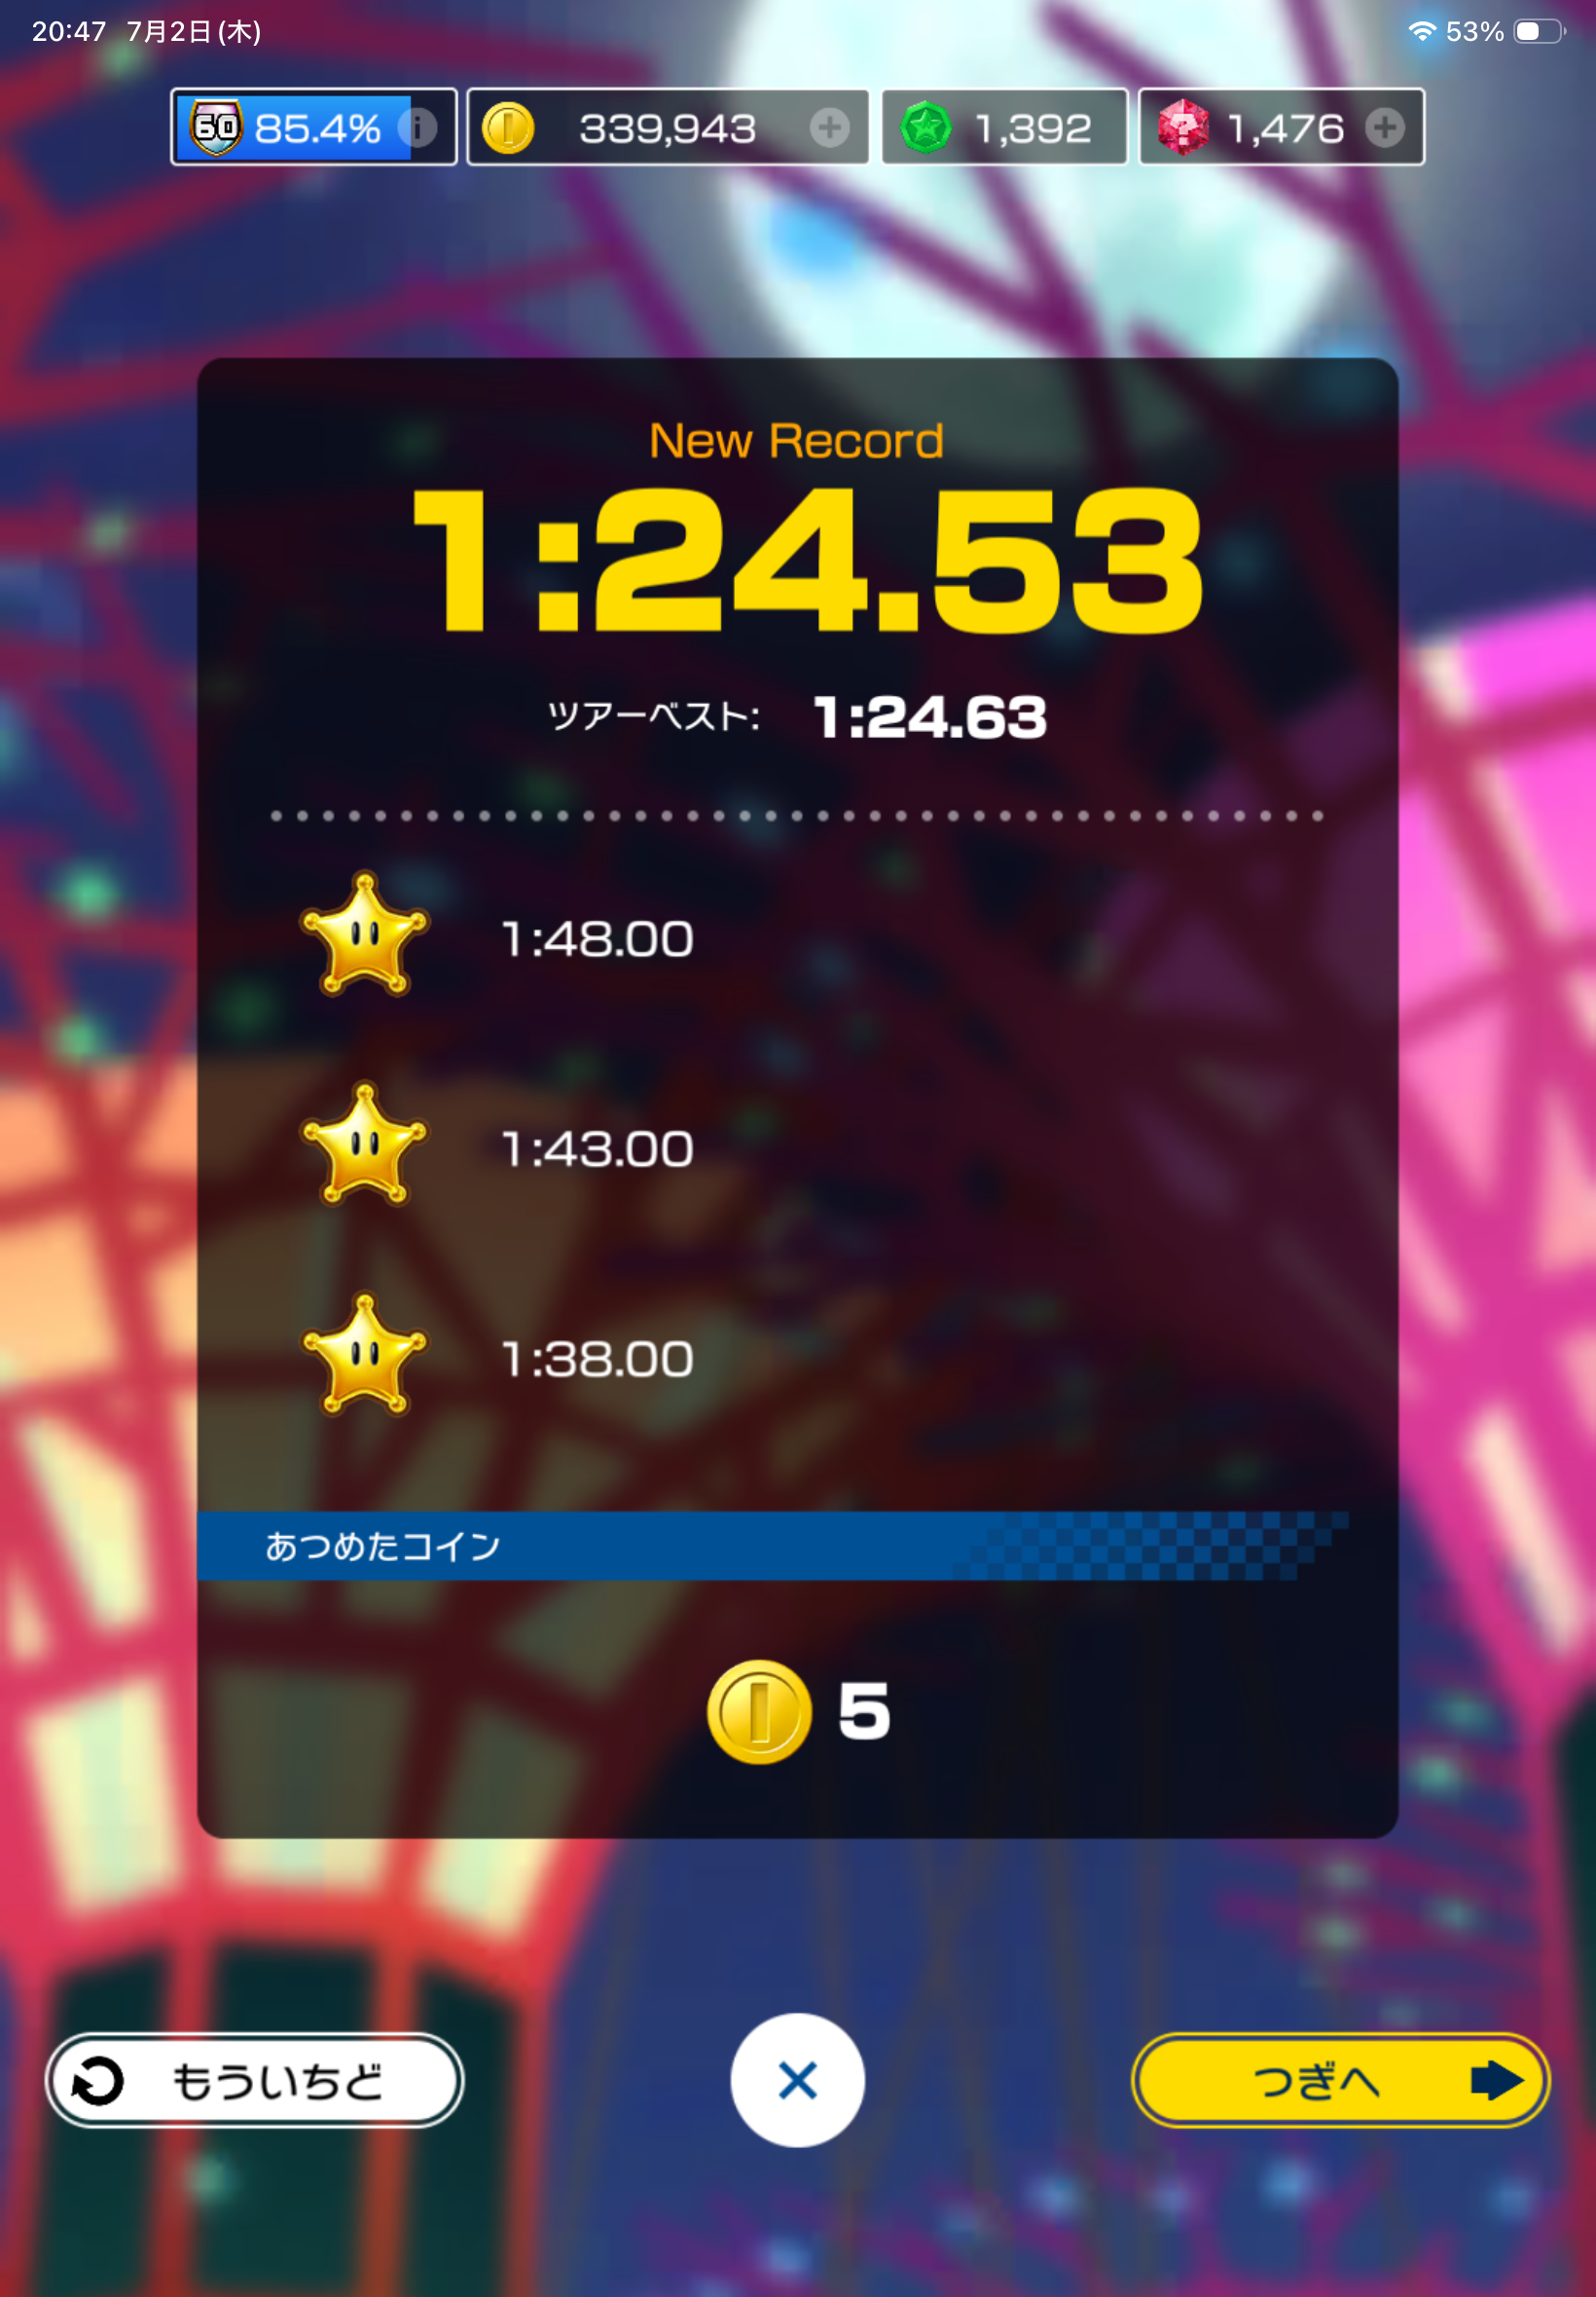 20:47 7月2日(木) 53%
60 85.4% i 339,943 + 1,392 ? 1,476 +
New Record
1:24.53
ツアーベスト: 1:24.63
1:48.00
1:43.00
1:38.00
あつめたコイン
5
もういちど × つぎへ